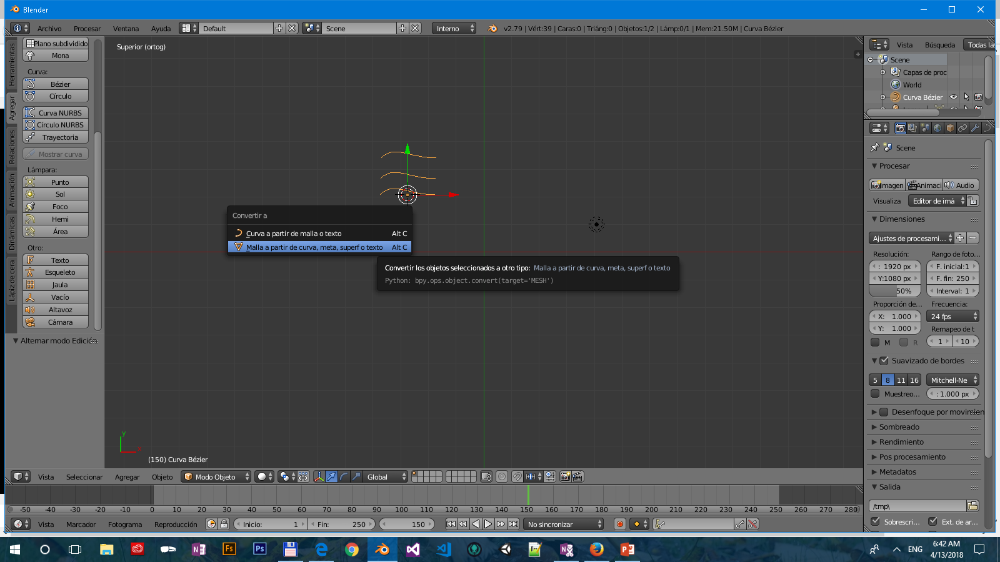 Blender
Archivo Procesar Ventana Ayuda Default Scene Interno v2.79 | Vért:39 | Caras:0 | Triáng:0 | Objetos:1/2 | Lámp:0/1 | Mem:21.50M | Curva Bézier
Herramientas
Agregar
Relaciones
Animación
Dinámicas
Lápiz de cera
Plano subdividido
Mona
Curva:
Bézier
Círculo
Curva NURBS
Círculo NURBS
Trayectoria
Mostrar curva
Lámpara:
Punto
Sol
Foco
Hemi
Área
Otro:
Texto
Esqueleto
Jaula
Vacío
Altavoz
Cámara
Alternar modo Edición
Superior (ortog)
Convertir a
Curva a partir de malla o texto Alt C
Malla a partir de curva, meta, superf o texto Alt C
Convertir los objetos seleccionados a otro tipo: Malla a partir de curva, meta, superf o texto
Python: bpy.ops.object.convert(target='MESH')
y
x
(150) Curva Bézier
Vista Búsqueda Todas la
Scene
Capas de proc
World
Curva Bézier
Scene
Procesar
Imagen Animaci Audio
Visualiza Editor de imá
Dimensiones
Ajustes de procesami...
Resolución: Rango de foto...
: 1920 px F. inicial:1
Y:1080 px F. fin: 250
50% Interval: 1
Proporción de... Frecuencia:
X: 1.000 24 fps
Y: 1.000 Remapeo de t
M R 1 10
Suavizado de bordes
5 8 11 16 Mitchell-Ne
Muestreo... : 1.000 px
Desenfoque por movimien
Sombreado
Rendimiento
Pos procesamiento
Metadatos
Salida
/tmp\
Sobrescri... Ext. de ar...
Vista Seleccionar Agregar Objeto Modo Objeto Global
-50 -40 -30 -20 -10 0 10 20 30 40 50 60 70 80 90 100 110 120 130 140 150 160 170 180 190 200 210 220 230 240 250 260 270 280
Vista Marcador Fotograma Reproducción Inicio: 1 Fin: 250 150 No sincronizar
ENG 6:42 AM
4/13/2018